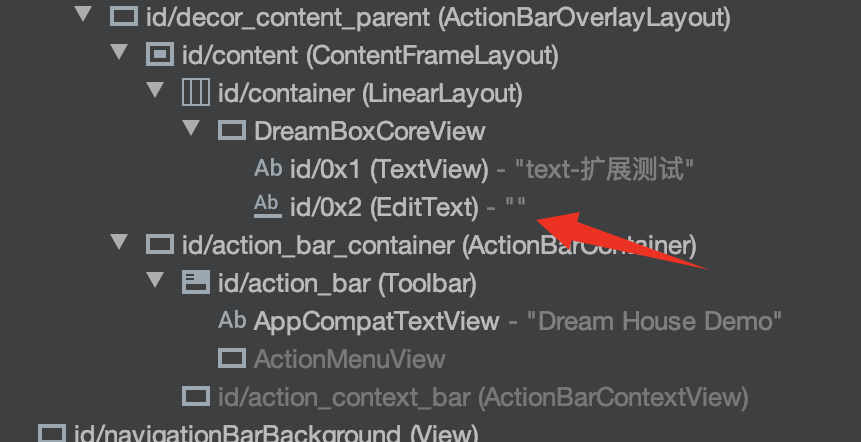 id/decor_content_parent (ActionBarOverlayLayout)
id/content (ContentFrameLayout)
id/container (LinearLayout)
DreamBoxCoreView
Ab id/0x1 (TextView) - "text-扩展测试"
Ab id/0x2 (EditText) - ""
id/action_bar_container (ActionBarContainer)
id/action_bar (Toolbar)
Ab AppCompatTextView - "Dream House Demo"
ActionMenuView
id/action_context_bar (ActionBarContextView)
id/navigationBarBackground (View)